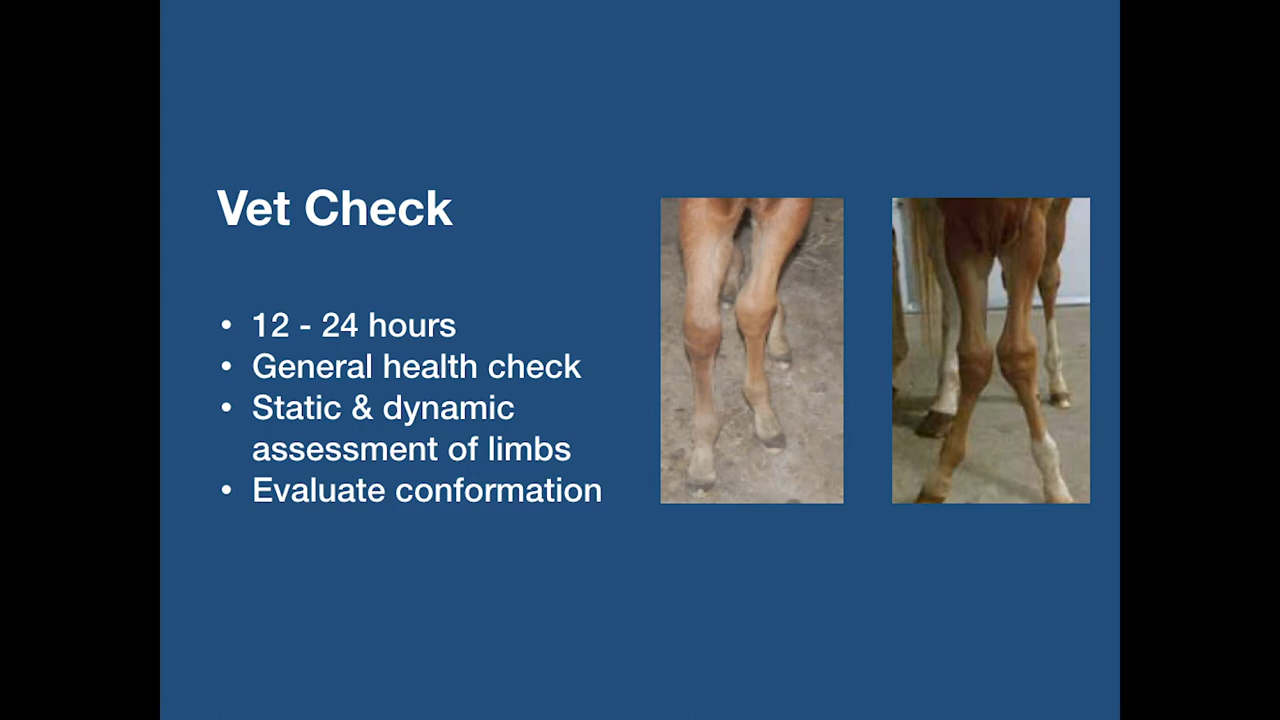 Vet Check
• 12 - 24 hours
• General health check
• Static & dynamic
assessment of limbs
• Evaluate conformation